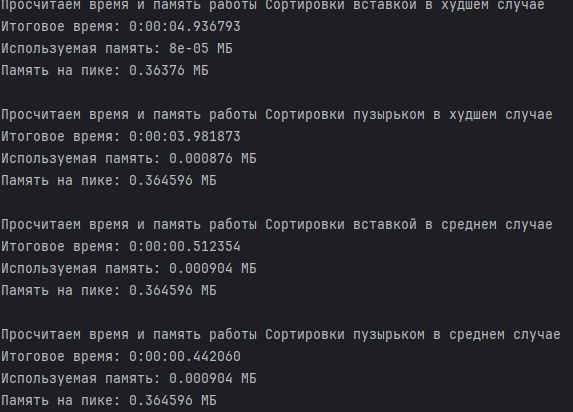 Просчитаем время и память работы Сортировки вставкой в худшем случае
Итоговое время: 0:00:04.936793
Используемая память: 8e-05 МБ
Память на пике: 0.36376 МБ
Просчитаем время и память работы Сортировки пузырьком в худшем случае
Итоговое время: 0:00:03.981873
Используемая память: 0.000876 МБ
Память на пике: 0.364596 МБ
Просчитаем время и память работы Сортировки вставкой в среднем случае
Итоговое время: 0:00:00.512354
Используемая память: 0.000904 МБ
Память на пике: 0.364596 МБ
Просчитаем время и память работы Сортировки пузырьком в среднем случае
Итоговое время: 0:00:00.442060
Используемая память: 0.000904 МБ
Память на пике: 0.364596 МБ